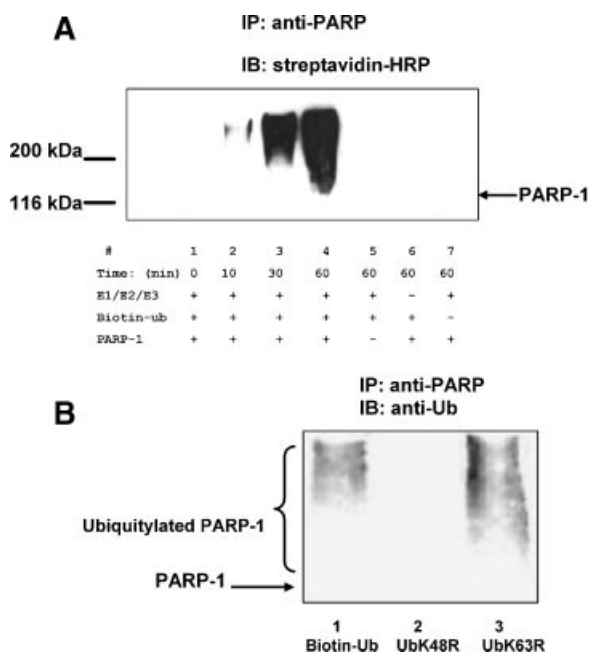 A
IP: anti-PARP
IB: streptavidin-HRP
200 kDa
116 kDa
PARP-1
# 1 2 3 4 5 6 7
Time: (min) 0 10 30 60 60 60 60
E1/E2/E3 + + + + + - +
Biotin-ub + + + + + + -
PARP-1 + + + + - + +
B
IP: anti-PARP
IB: anti-Ub
Ubiquitylated PARP-1
PARP-1
1 2 3
Biotin-Ub UbK48R UbK63R